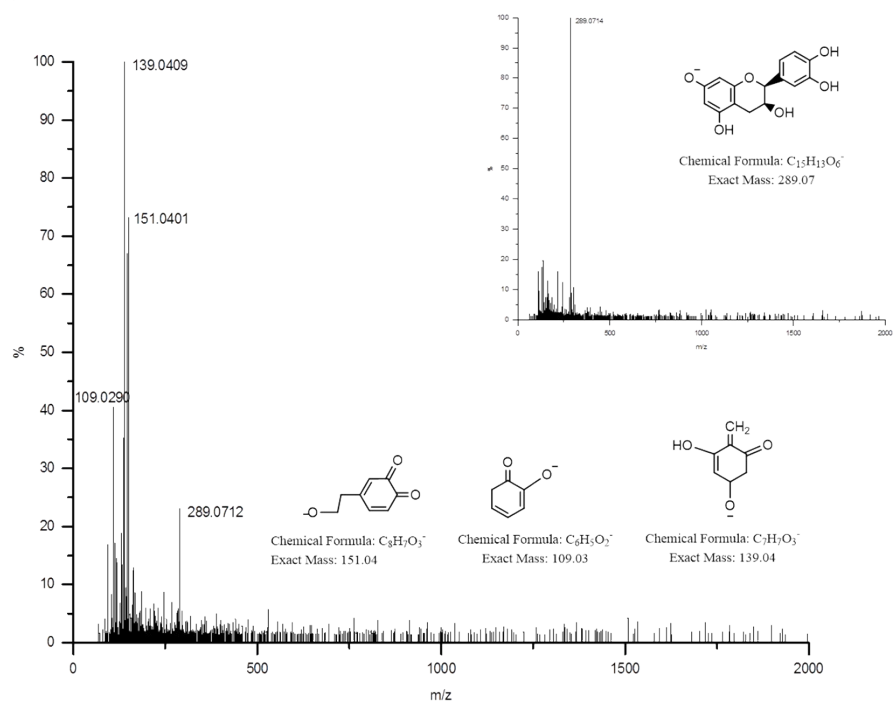 100
90
80
70
60
50
40
30
20
10
0
%
0
500
1000
1500
2000
m/z
139.0409
151.0401
109.0290
289.0712
100
90
80
70
60
50
40
30
20
10
0
%
0
500
1000
1500
2000
m/z
289.0714
O⁻
O
OH
OH
OH
OH
Chemical Formula: C₁₅H₁₃O₆⁻
Exact Mass: 289.07
O
O
⁻O
Chemical Formula: C₈H₇O₃⁻
Exact Mass: 151.04
O
O⁻
Chemical Formula: C₆H₅O₂⁻
Exact Mass: 109.03
CH₂
HO
O
O⁻
Chemical Formula: C₇H₇O₃⁻
Exact Mass: 139.04